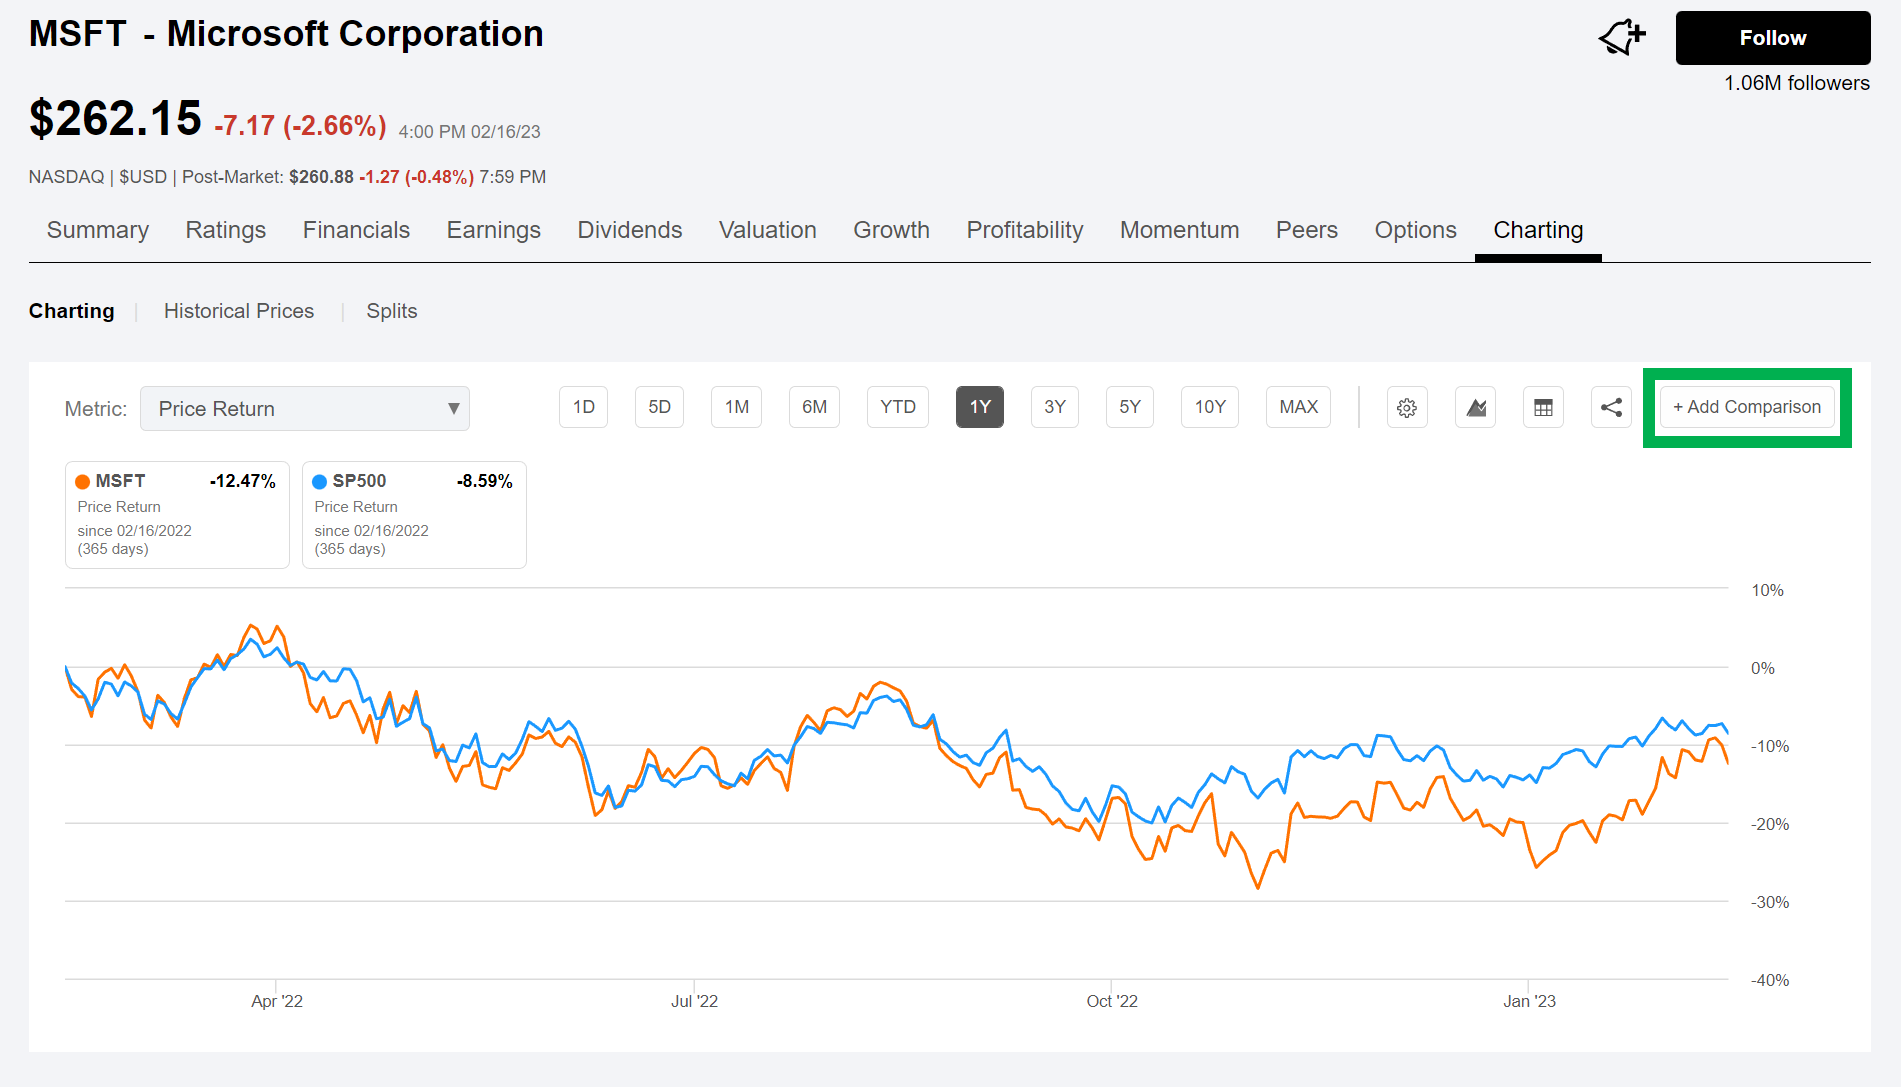 MSFT - Microsoft Corporation
Follow
1.06M followers
$262.15 -7.17 (-2.66%) 4:00 PM 02/16/23
NASDAQ | $USD | Post-Market: $260.88 -1.27 (-0.48%) 7:59 PM
Summary Ratings Financials Earnings Dividends Valuation Growth Profitability Momentum Peers Options Charting
Charting | Historical Prices | Splits
Metric: Price Return 1D 5D 1M 6M YTD 1Y 3Y 5Y 10Y MAX + Add Comparison
MSFT -12.47%
Price Return
since 02/16/2022
(365 days)
SP500 -8.59%
Price Return
since 02/16/2022
(365 days)
10%
0%
-10%
-20%
-30%
-40%
Apr '22 Jul '22 Oct '22 Jan '23